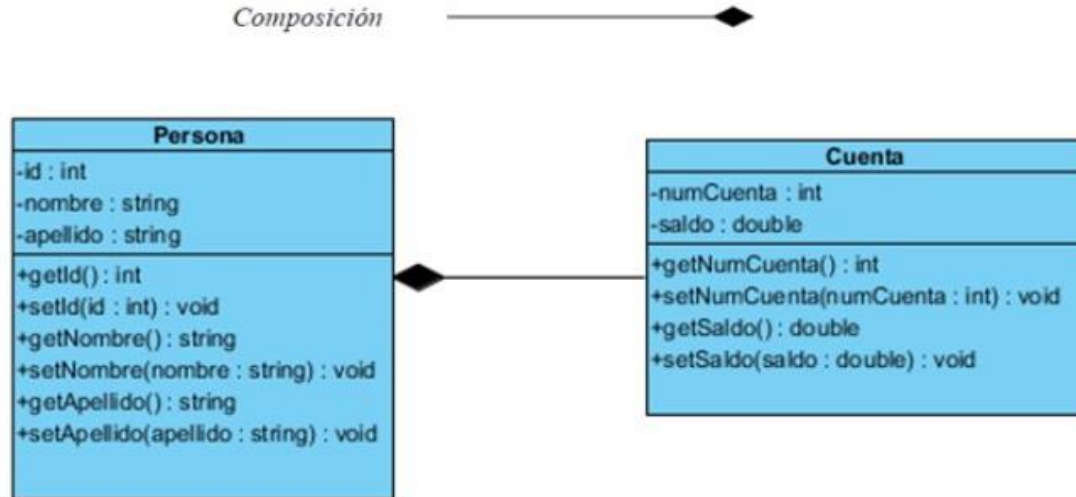 Composición
Persona
-id : int
-nombre : string
-apellido : string
+getId() : int
+setId(id : int) : void
+getNombre() : string
+setNombre(nombre : string) : void
+getApellido() : string
+setApellido(apellido : string) : void
Cuenta
-numCuenta : int
-saldo : double
+getNumCuenta() : int
+setNumCuenta(numCuenta : int) : void
+getSaldo() : double
+setSaldo(saldo : double) : void